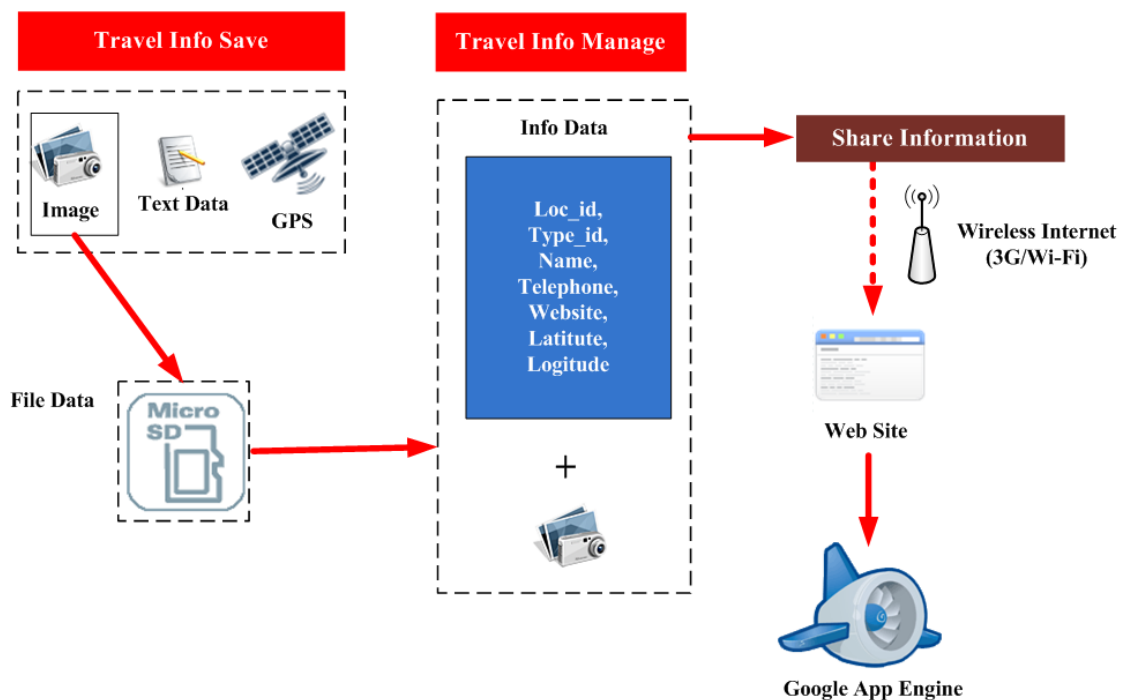 Travel Info Save
Image
Text Data
GPS
File Data
Micro
SD
Travel Info Manage
Info Data
Loc_id,
Type_id,
Name,
Telephone,
Website,
Latitute,
Logitude
+
Share Information
Wireless Internet
(3G/Wi-Fi)
Web Site
Google App Engine